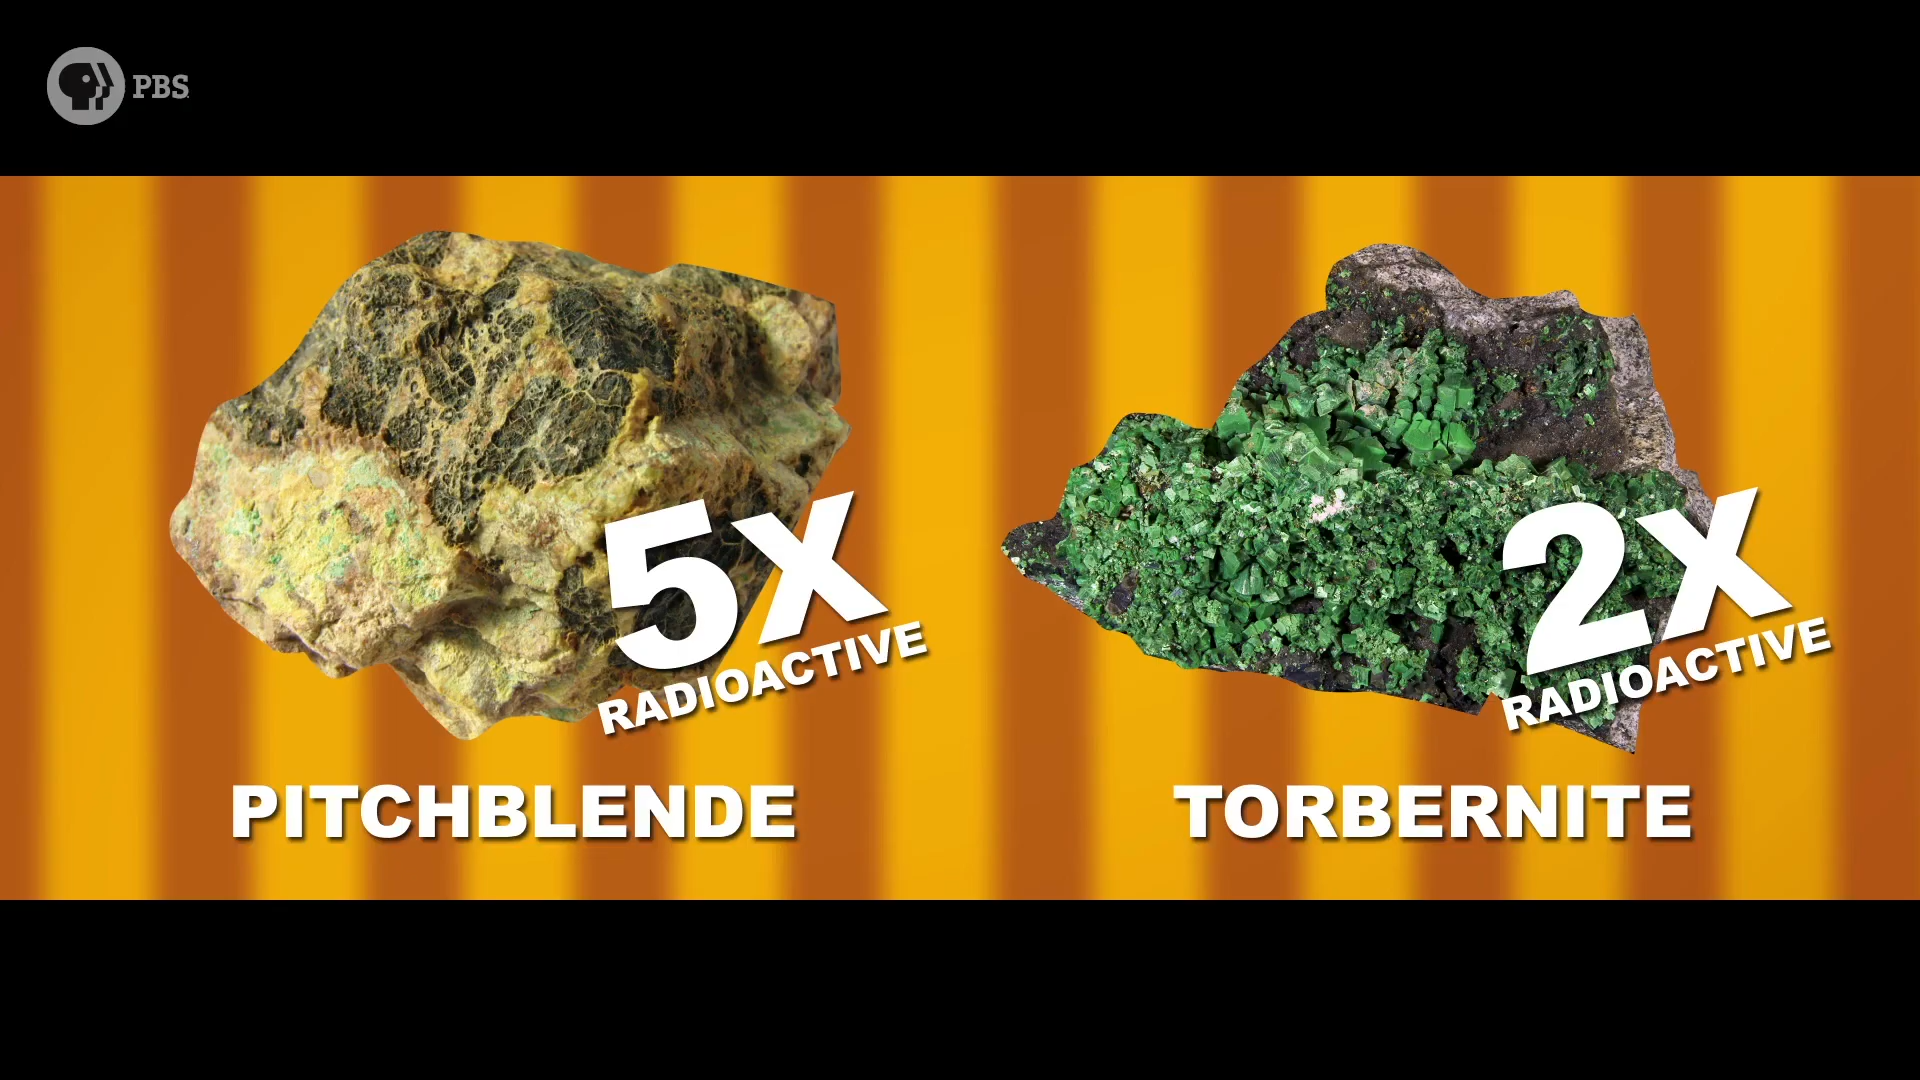 PBS
5X
RADIOACTIVE
2X
RADIOACTIVE
PITCHBLENDE
TORBERNITE